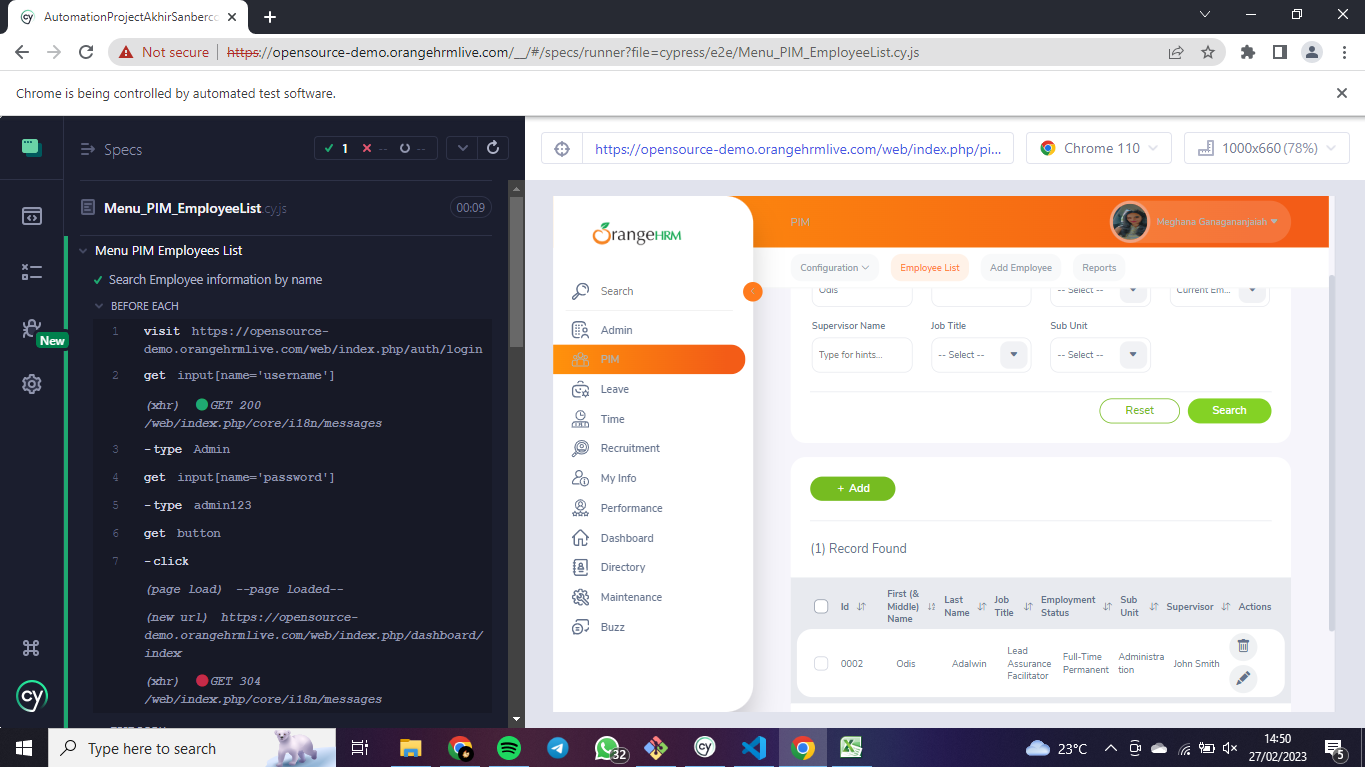 AutomationProjectAkhirSanberco
Not secure
https://opensource-demo.orangehrmlive.com/__/#/specs/runner?file=cypress/e2e/Menu_PIM_EmployeeList.cy.js
Chrome is being controlled by automated test software.
Specs
1
--
--
Menu_PIM_EmployeeList.cy.js
00:09
Menu PIM Employees List
Search Employee information by name
BEFORE EACH
1 visit https://opensource-
demo.orangehrmlive.com/web/index.php/auth/login
2 get input[name='username']
(xhr) GET 200
/web/index.php/core/i18n/messages
3 -type Admin
4 get input[name='password']
5 -type admin123
6 get button
7 -click
(page load) --page loaded--
(new url) https://opensource-
demo.orangehrmlive.com/web/index.php/dashboard/
index
(xhr) GET 304
/web/index.php/core/i18n/messages
New
cy
https://opensource-demo.orangehrmlive.com/web/index.php/pi...
Chrome 110
1000x660 (78%)
OrangeHRM
Search
Admin
PIM
Leave
Time
Recruitment
My Info
Performance
Dashboard
Directory
Maintenance
Buzz
PIM
Meghana Ganagananjaiah
Configuration
Employee List
Add Employee
Reports
Odis
-- Select --
Current Em...
Supervisor Name
Job Title
Sub Unit
Type for hints...
-- Select --
-- Select --
Reset
Search
+ Add
(1) Record Found
Id
First (& Middle) Name
Last Name
Job Title
Employment Status
Sub Unit
Supervisor
Actions
0002
Odis
Adalwin
Lead Assurance Facilitator
Full-Time Permanent
Administra
tion
John Smith
Type here to search
32
23°C
14:50
27/02/2023
5